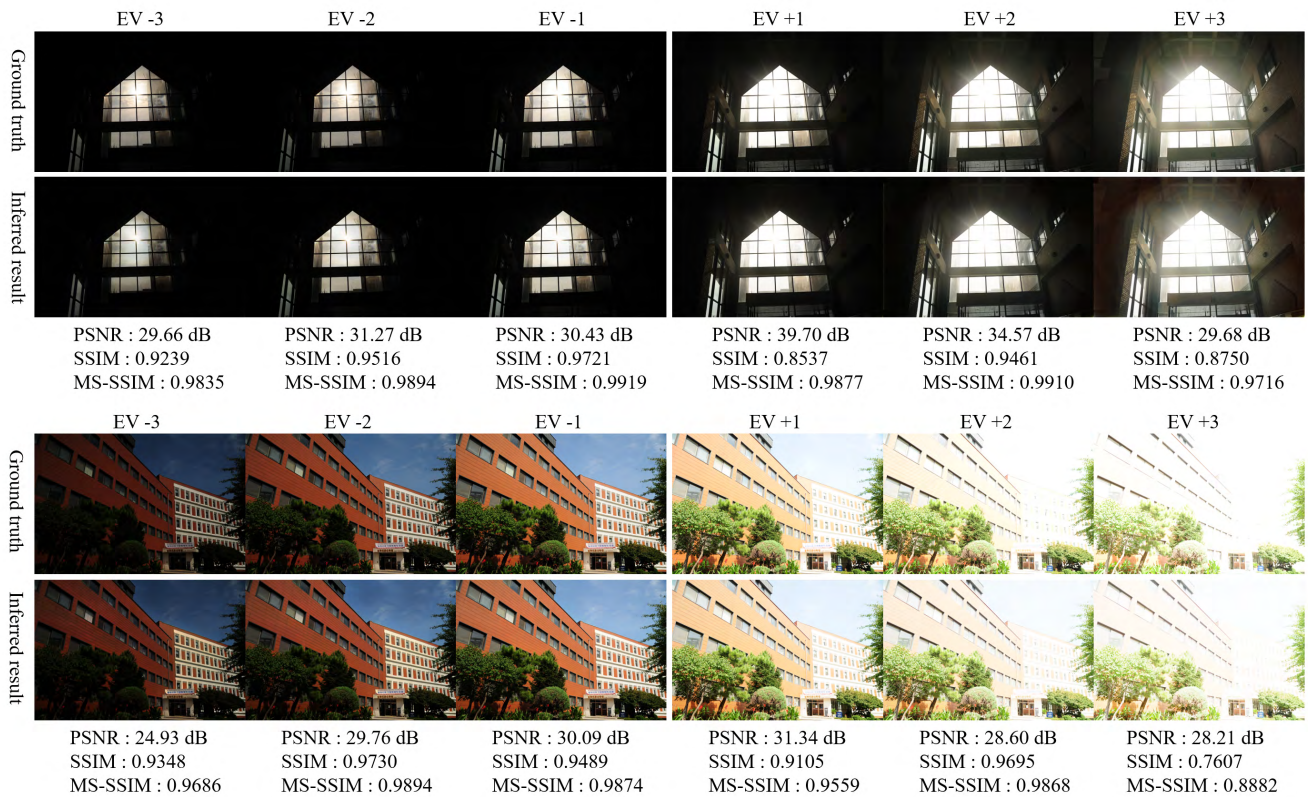 EV -3 EV -2 EV -1 EV +1 EV +2 EV +3
Ground truth
Inferred result
PSNR : 29.66 dB PSNR : 31.27 dB PSNR : 30.43 dB PSNR : 39.70 dB PSNR : 34.57 dB PSNR : 29.68 dB
SSIM : 0.9239 SSIM : 0.9516 SSIM : 0.9721 SSIM : 0.8537 SSIM : 0.9461 SSIM : 0.8750
MS-SSIM : 0.9835 MS-SSIM : 0.9894 MS-SSIM : 0.9919 MS-SSIM : 0.9877 MS-SSIM : 0.9910 MS-SSIM : 0.9716
EV -3 EV -2 EV -1 EV +1 EV +2 EV +3
Ground truth
Inferred result
PSNR : 24.93 dB PSNR : 29.76 dB PSNR : 30.09 dB PSNR : 31.34 dB PSNR : 28.60 dB PSNR : 28.21 dB
SSIM : 0.9348 SSIM : 0.9730 SSIM : 0.9489 SSIM : 0.9105 SSIM : 0.9695 SSIM : 0.7607
MS-SSIM : 0.9686 MS-SSIM : 0.9894 MS-SSIM : 0.9874 MS-SSIM : 0.9559 MS-SSIM : 0.9868 MS-SSIM : 0.8882